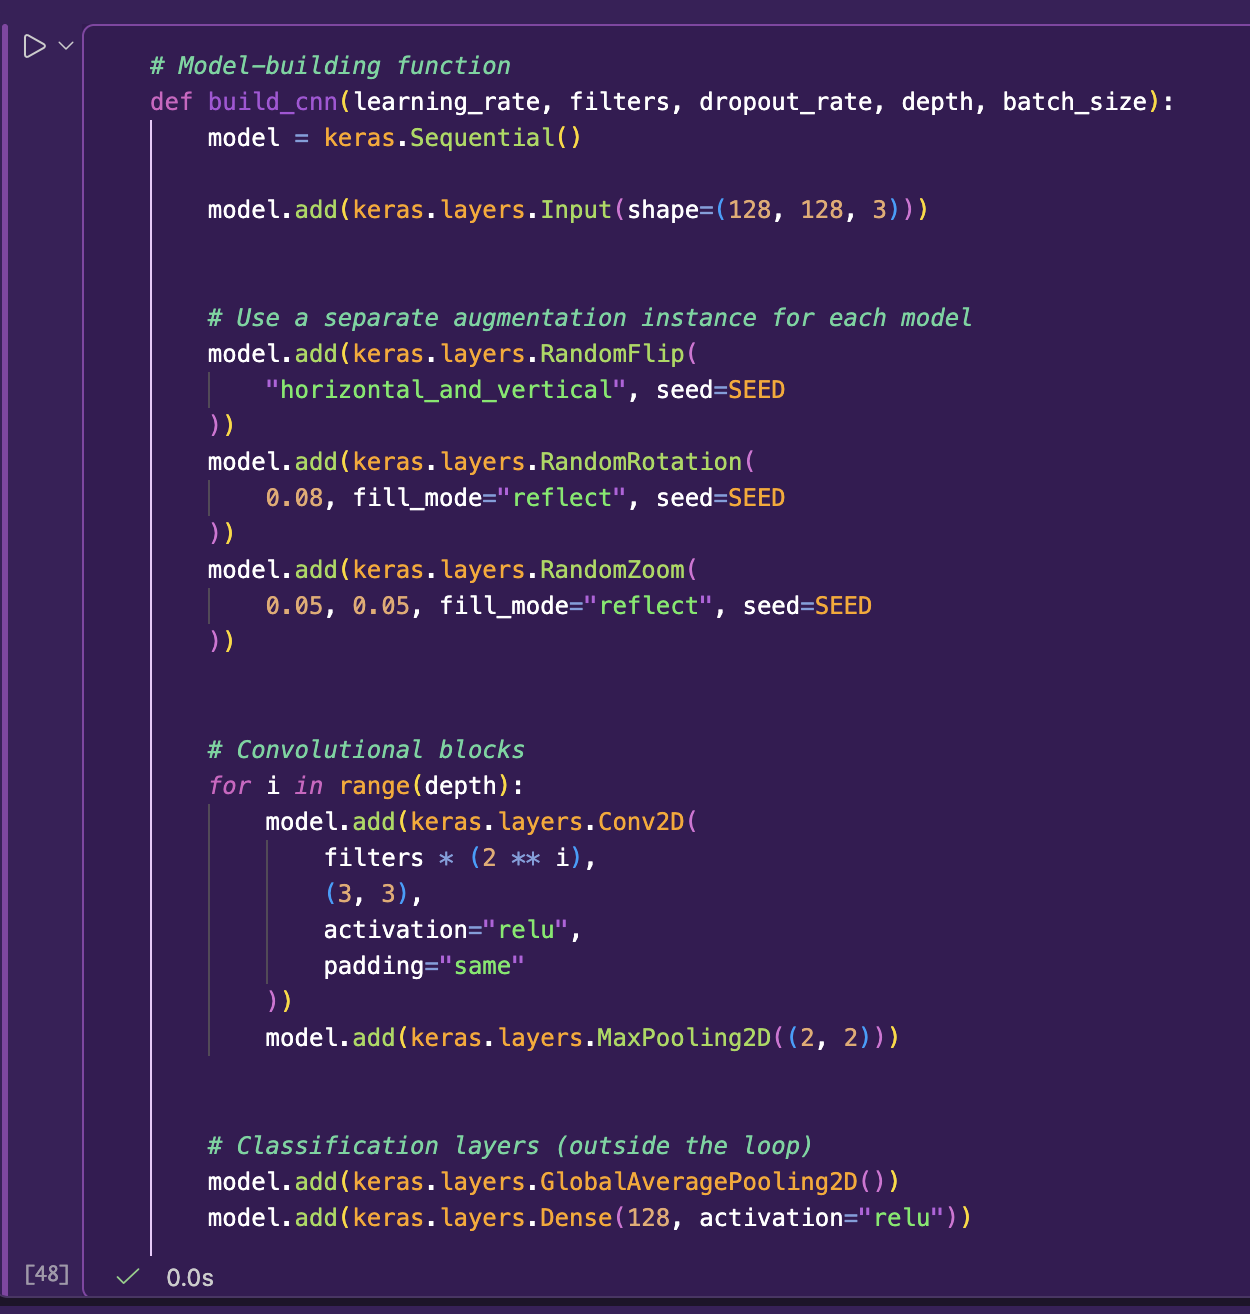 # Model-building function
def build_cnn(learning_rate, filters, dropout_rate, depth, batch_size):
    model = keras.Sequential()

    model.add(keras.layers.Input(shape=(128, 128, 3)))


    # Use a separate augmentation instance for each model
    model.add(keras.layers.RandomFlip(
        "horizontal_and_vertical", seed=SEED
    ))
    model.add(keras.layers.RandomRotation(
        0.08, fill_mode="reflect", seed=SEED
    ))
    model.add(keras.layers.RandomZoom(
        0.05, 0.05, fill_mode="reflect", seed=SEED
    ))


    # Convolutional blocks
    for i in range(depth):
        model.add(keras.layers.Conv2D(
            filters * (2 ** i),
            (3, 3),
            activation="relu",
            padding="same"
        ))
        model.add(keras.layers.MaxPooling2D((2, 2)))


    # Classification layers (outside the loop)
    model.add(keras.layers.GlobalAveragePooling2D())
    model.add(keras.layers.Dense(128, activation="relu"))
[48] 0.0s